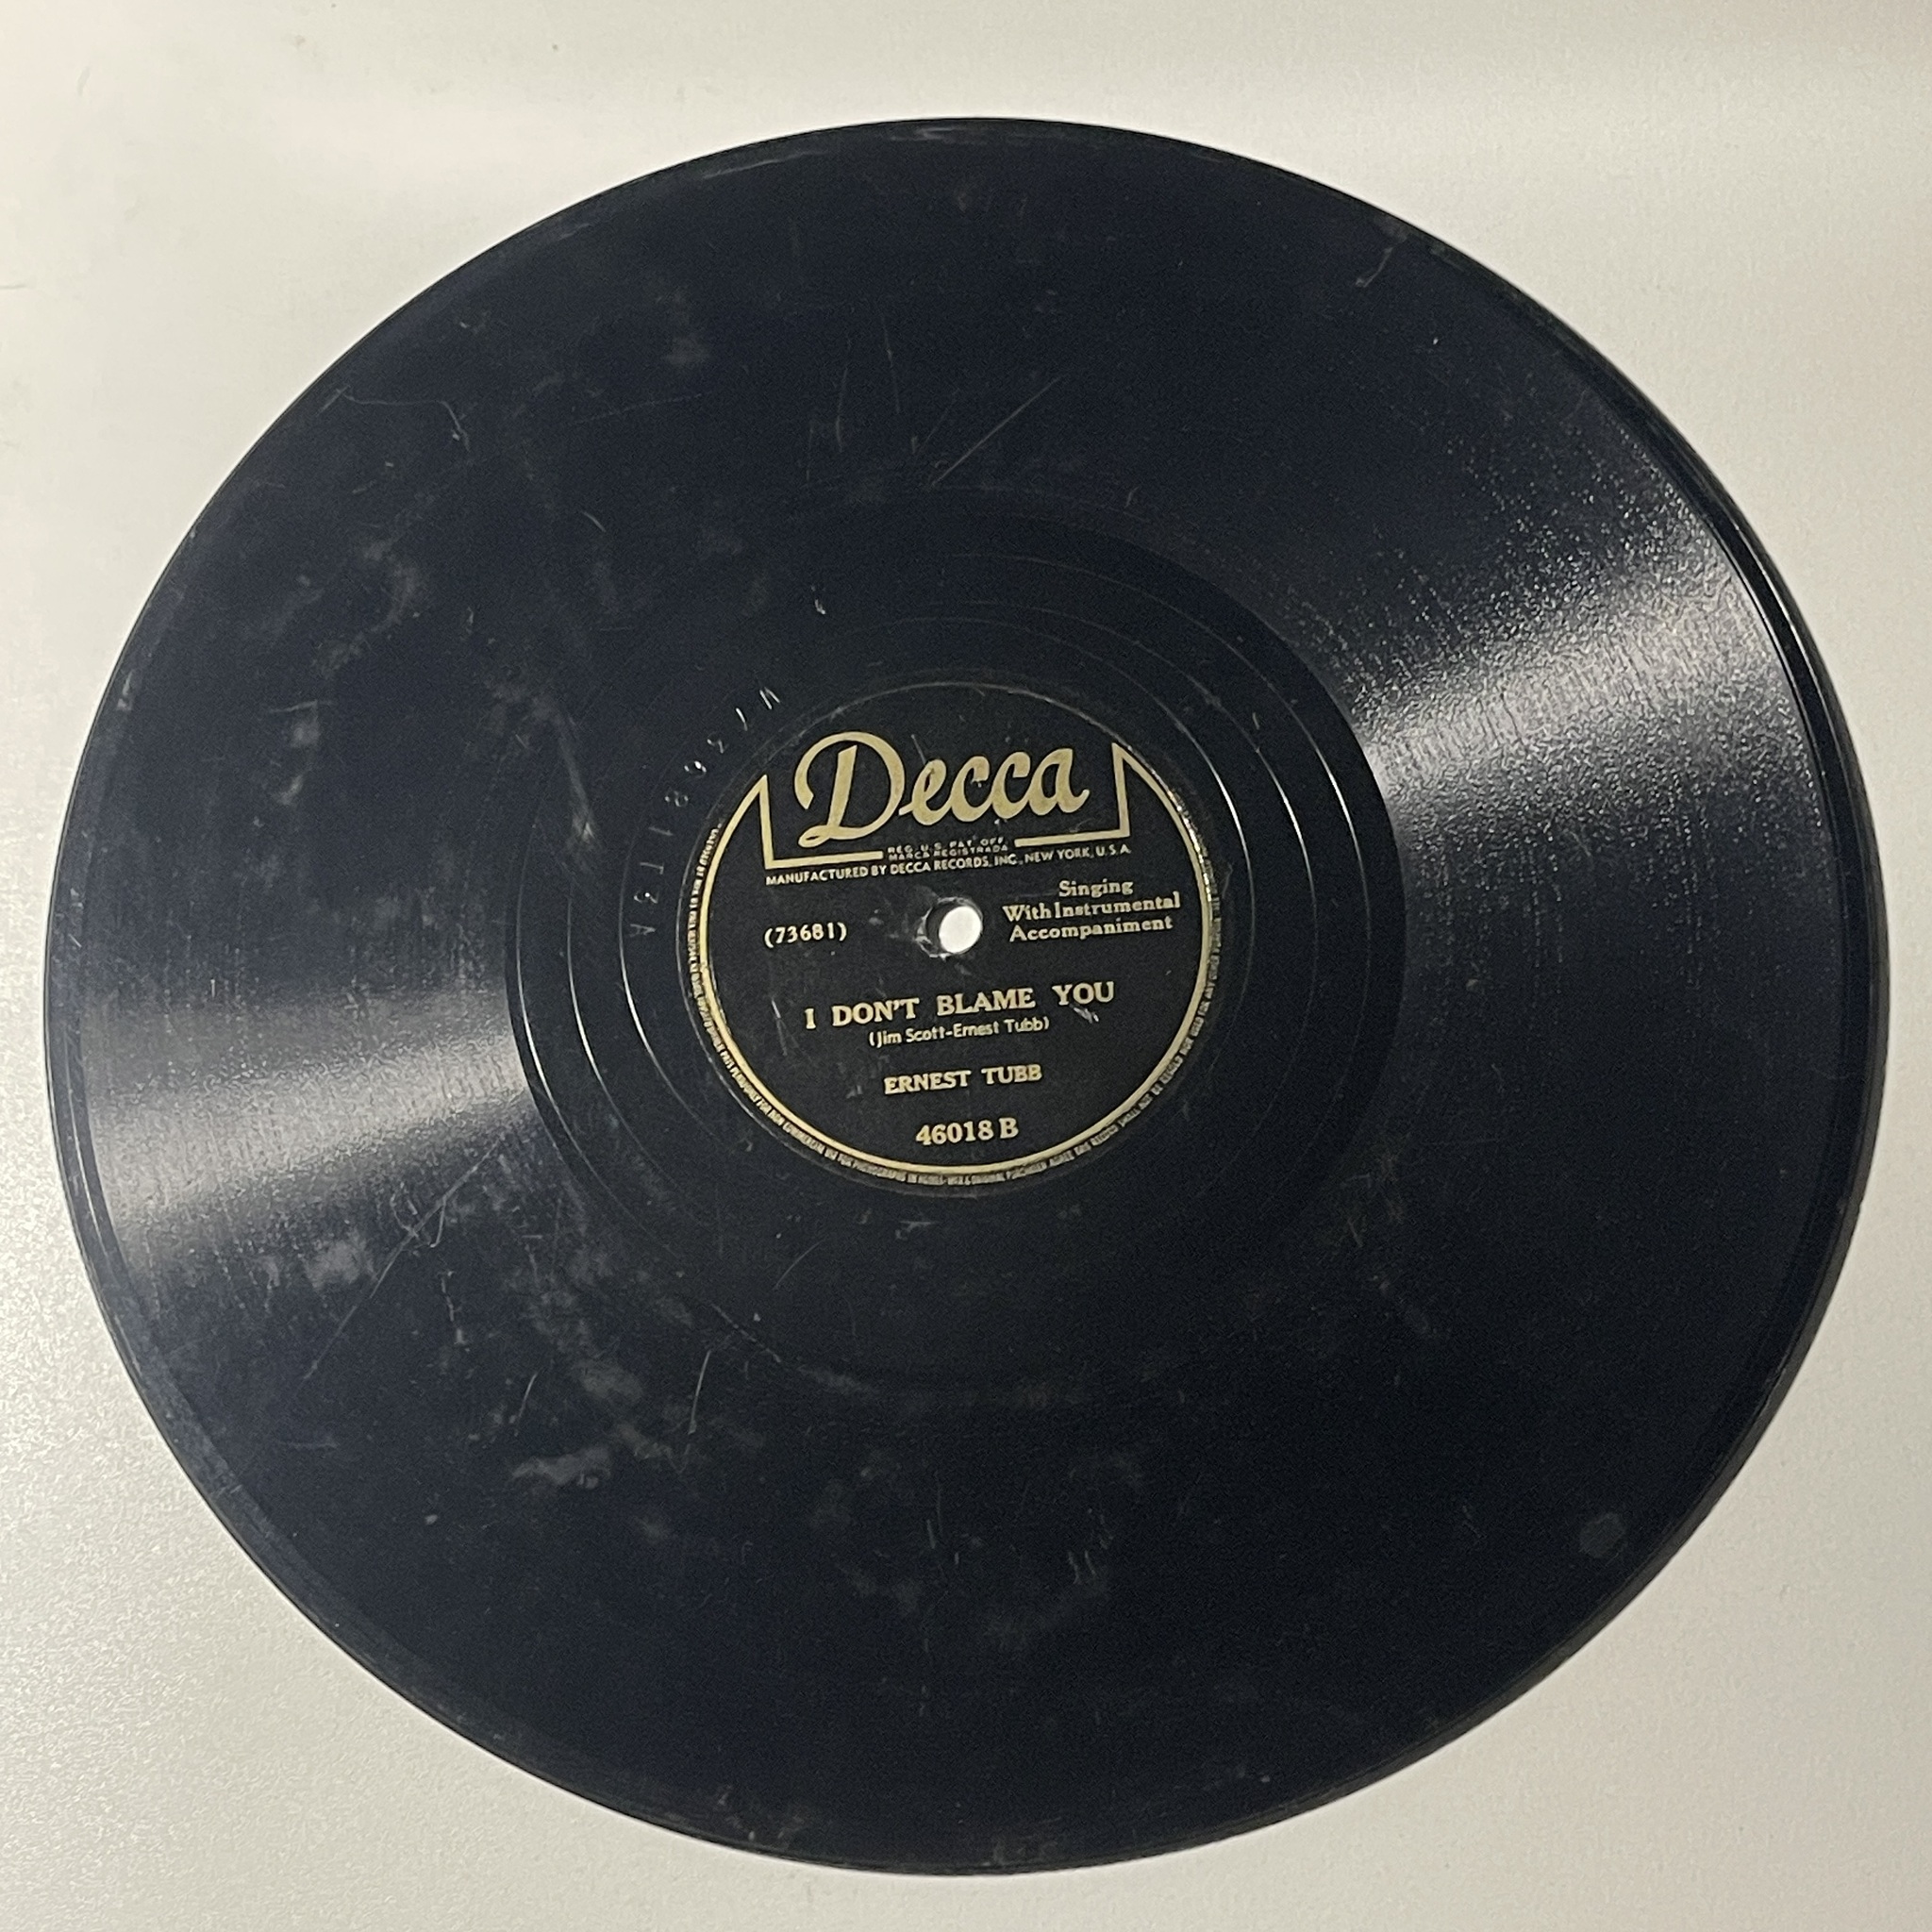 Decca
REG. U.S. PAT. OFF.
MARCA REGISTRADA
MANUFACTURED BY DECCA RECORDS, INC., NEW YORK, U.S.A.
Singing
With Instrumental
Accompaniment
(73681)
I DON'T BLAME YOU
(Jim Scott-Ernest Tubb)
ERNEST TUBB
46018 B